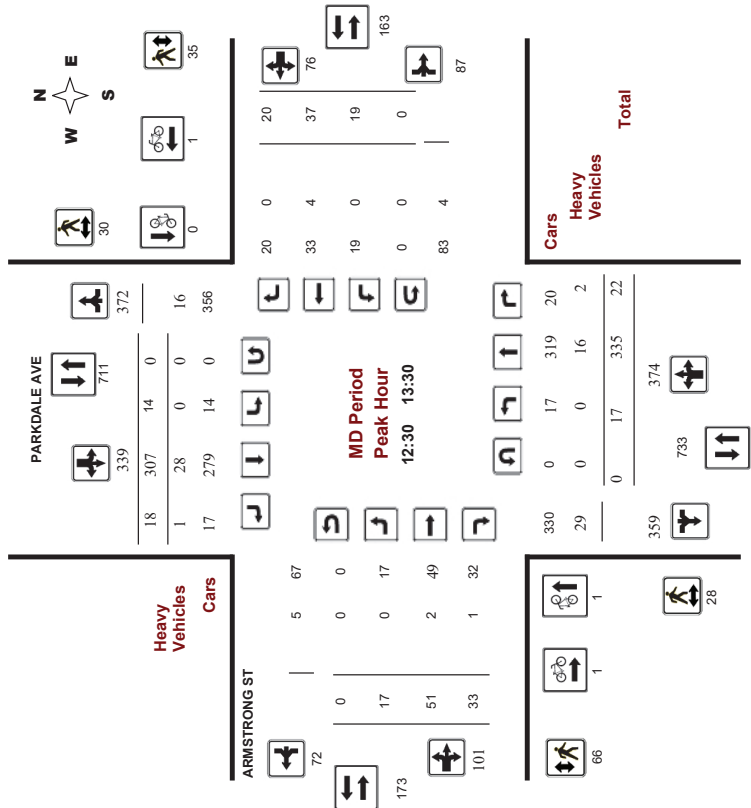 PARKDALE AVE
N
W E
S
30
35
0
1
339
711
372
18 307 14 0
1 28 0 0 16
17 279 14 0 356
Heavy
Vehicles
Cars
ARMSTRONG ST
72
173
101
5 67
0 0 0
17 0 17
51 2 49
33 1 32
MD Period
Peak Hour
12:30 13:30
20 0 20
33 4 37
19 0 19
0 0 0
83 4
76
163
87
Cars
Heavy
Vehicles
Total
330 0 17 319 20
29 0 0 16 2
0 17 335 22
359
733
374
66
1
1
28